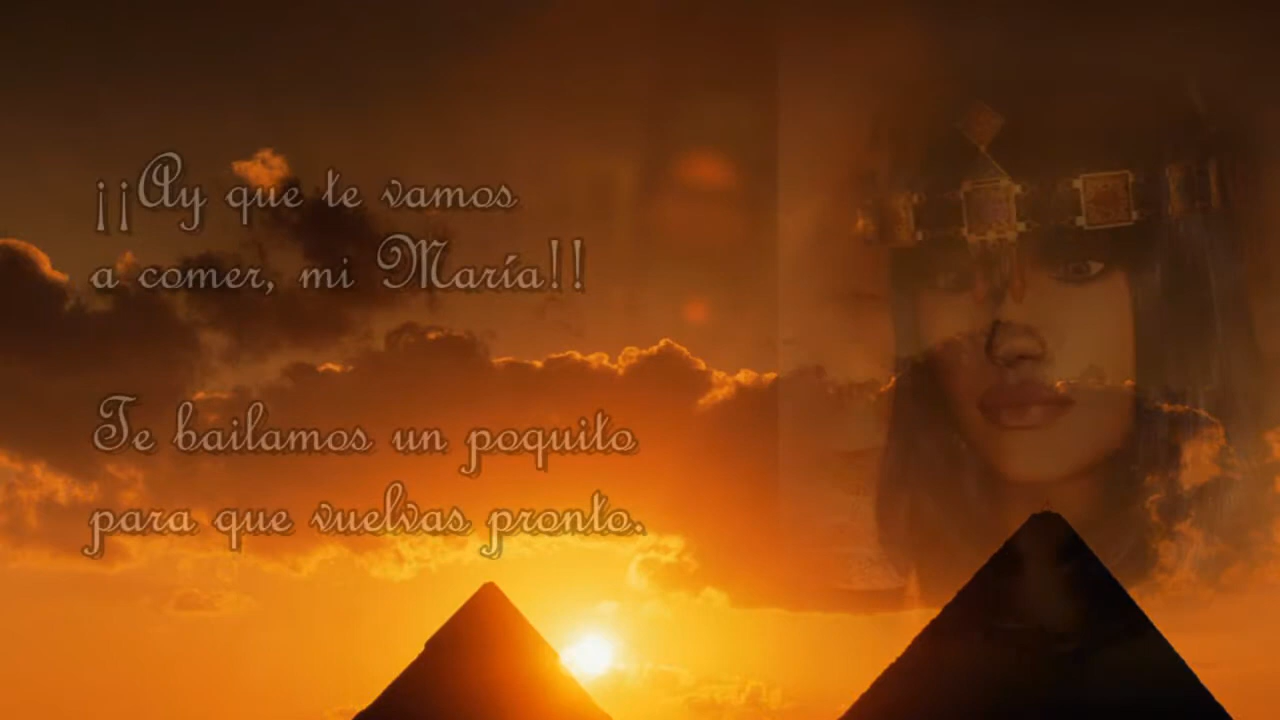 ¡¡Ay que te vamos
a comer, mi María!!
Te bailamos un poquito
para que vuelvas pronto.